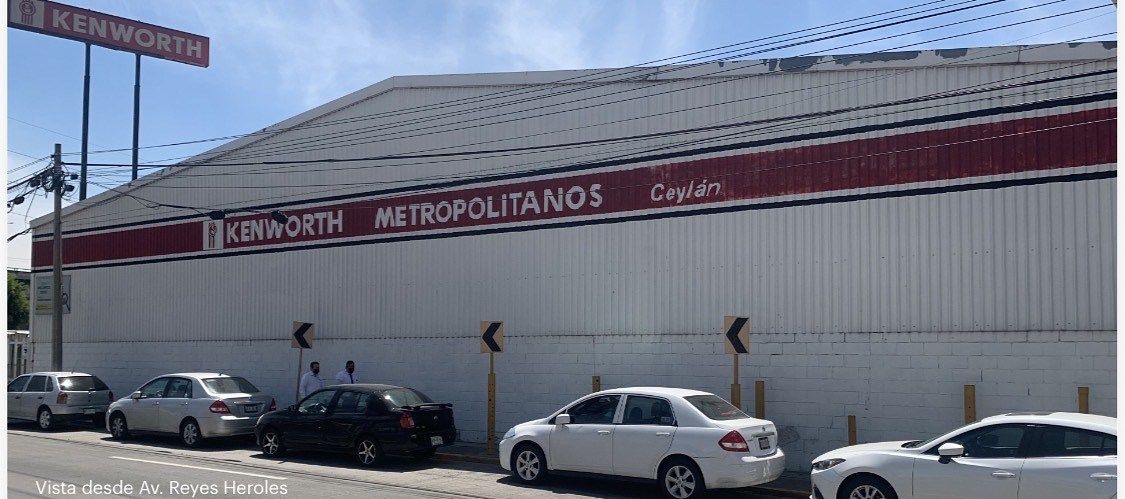 KENWORTH
KENWORTH METROPOLITANOS Ceylán
Vista desde Av. Reyes Heroles